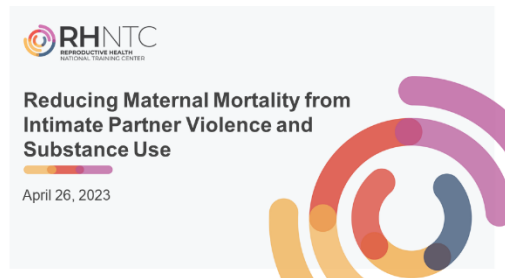 RHNTC
REPRODUCTIVE HEALTH
NATIONAL TRAINING CENTER
Reducing Maternal Mortality from
Intimate Partner Violence and
Substance Use
April 26, 2023